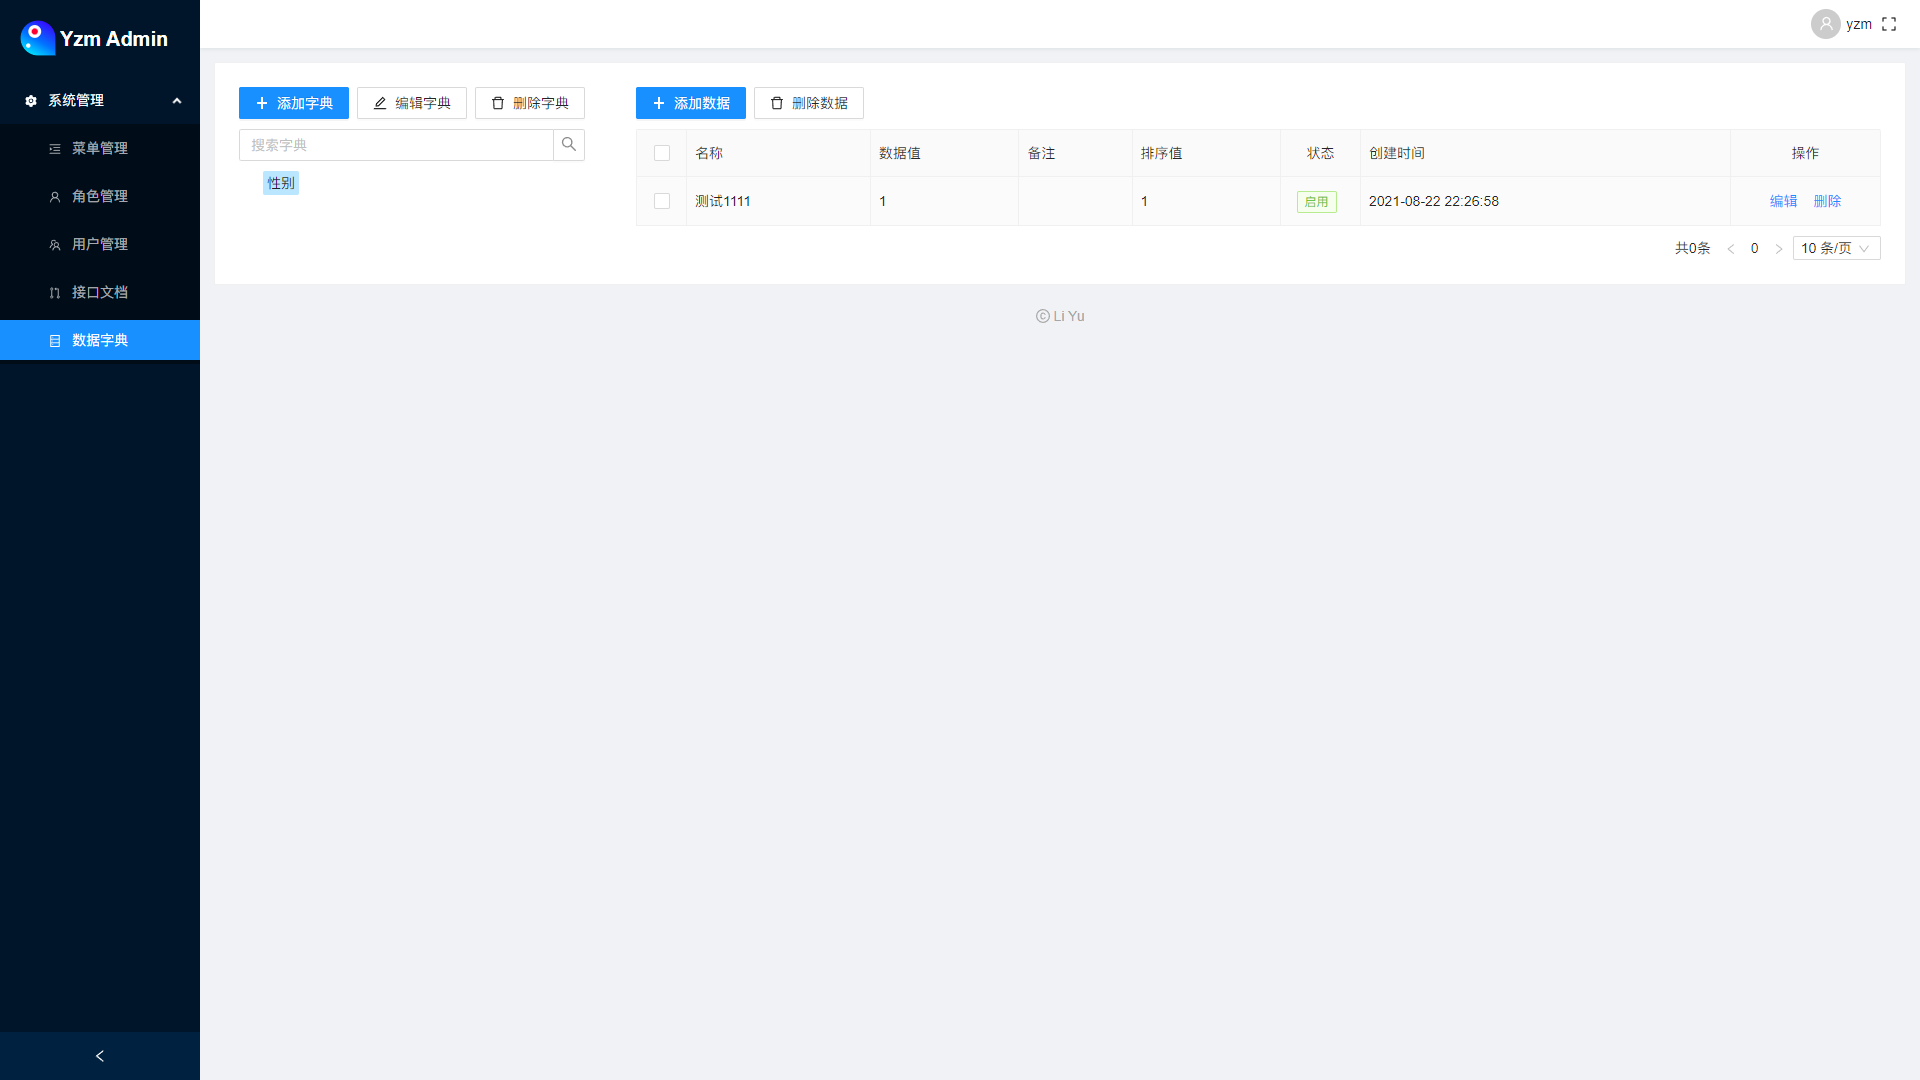 Yzm Admin
yzm
系统管理
菜单管理
角色管理
用户管理
接口文档
数据字典
添加字典 编辑字典 删除字典
搜索字典
性别
添加数据 删除数据
名称 数据值 备注 排序值 状态 创建时间 操作
测试1111 1 1 启用 2021-08-22 22:26:58 编辑 删除
共0条 0 10 条/页
© Li Yu